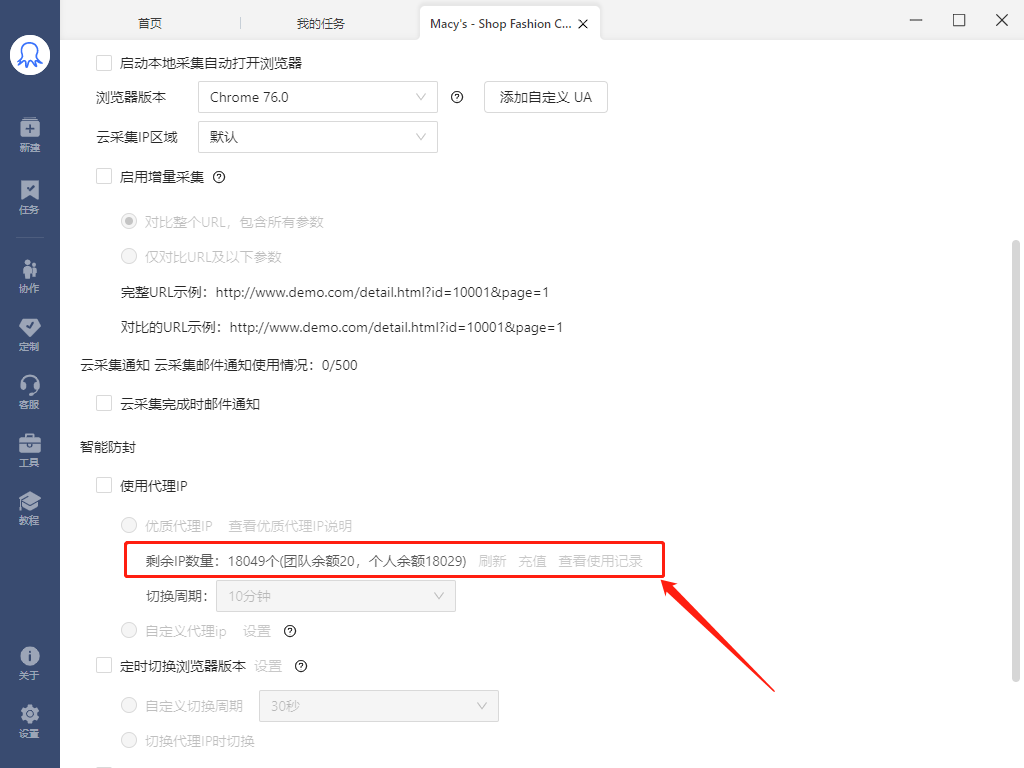 首页 我的任务 Macy's - Shop Fashion C...
启动本地采集自动打开浏览器
浏览器版本 Chrome 76.0 添加自定义 UA
云采集IP区域 默认
启用增量采集
对比整个URL，包含所有参数
仅对比URL及以下参数
完整URL示例：http://www.demo.com/detail.html?id=10001&page=1
对比的URL示例：http://www.demo.com/detail.html?id=10001&page=1
云采集通知 云采集邮件通知使用情况：0/500
云采集完成时邮件通知
智能防封
使用代理IP
优质代理IP 查看优质代理IP说明
剩余IP数量：18049个(团队余额20，个人余额18029) 刷新 充值 查看使用记录
切换周期：10分钟
自定义代理ip 设置
定时切换浏览器版本 设置
自定义切换周期 30秒
切换代理IP时切换
新建
任务
协作
定制
客服
工具
教程
关于
设置